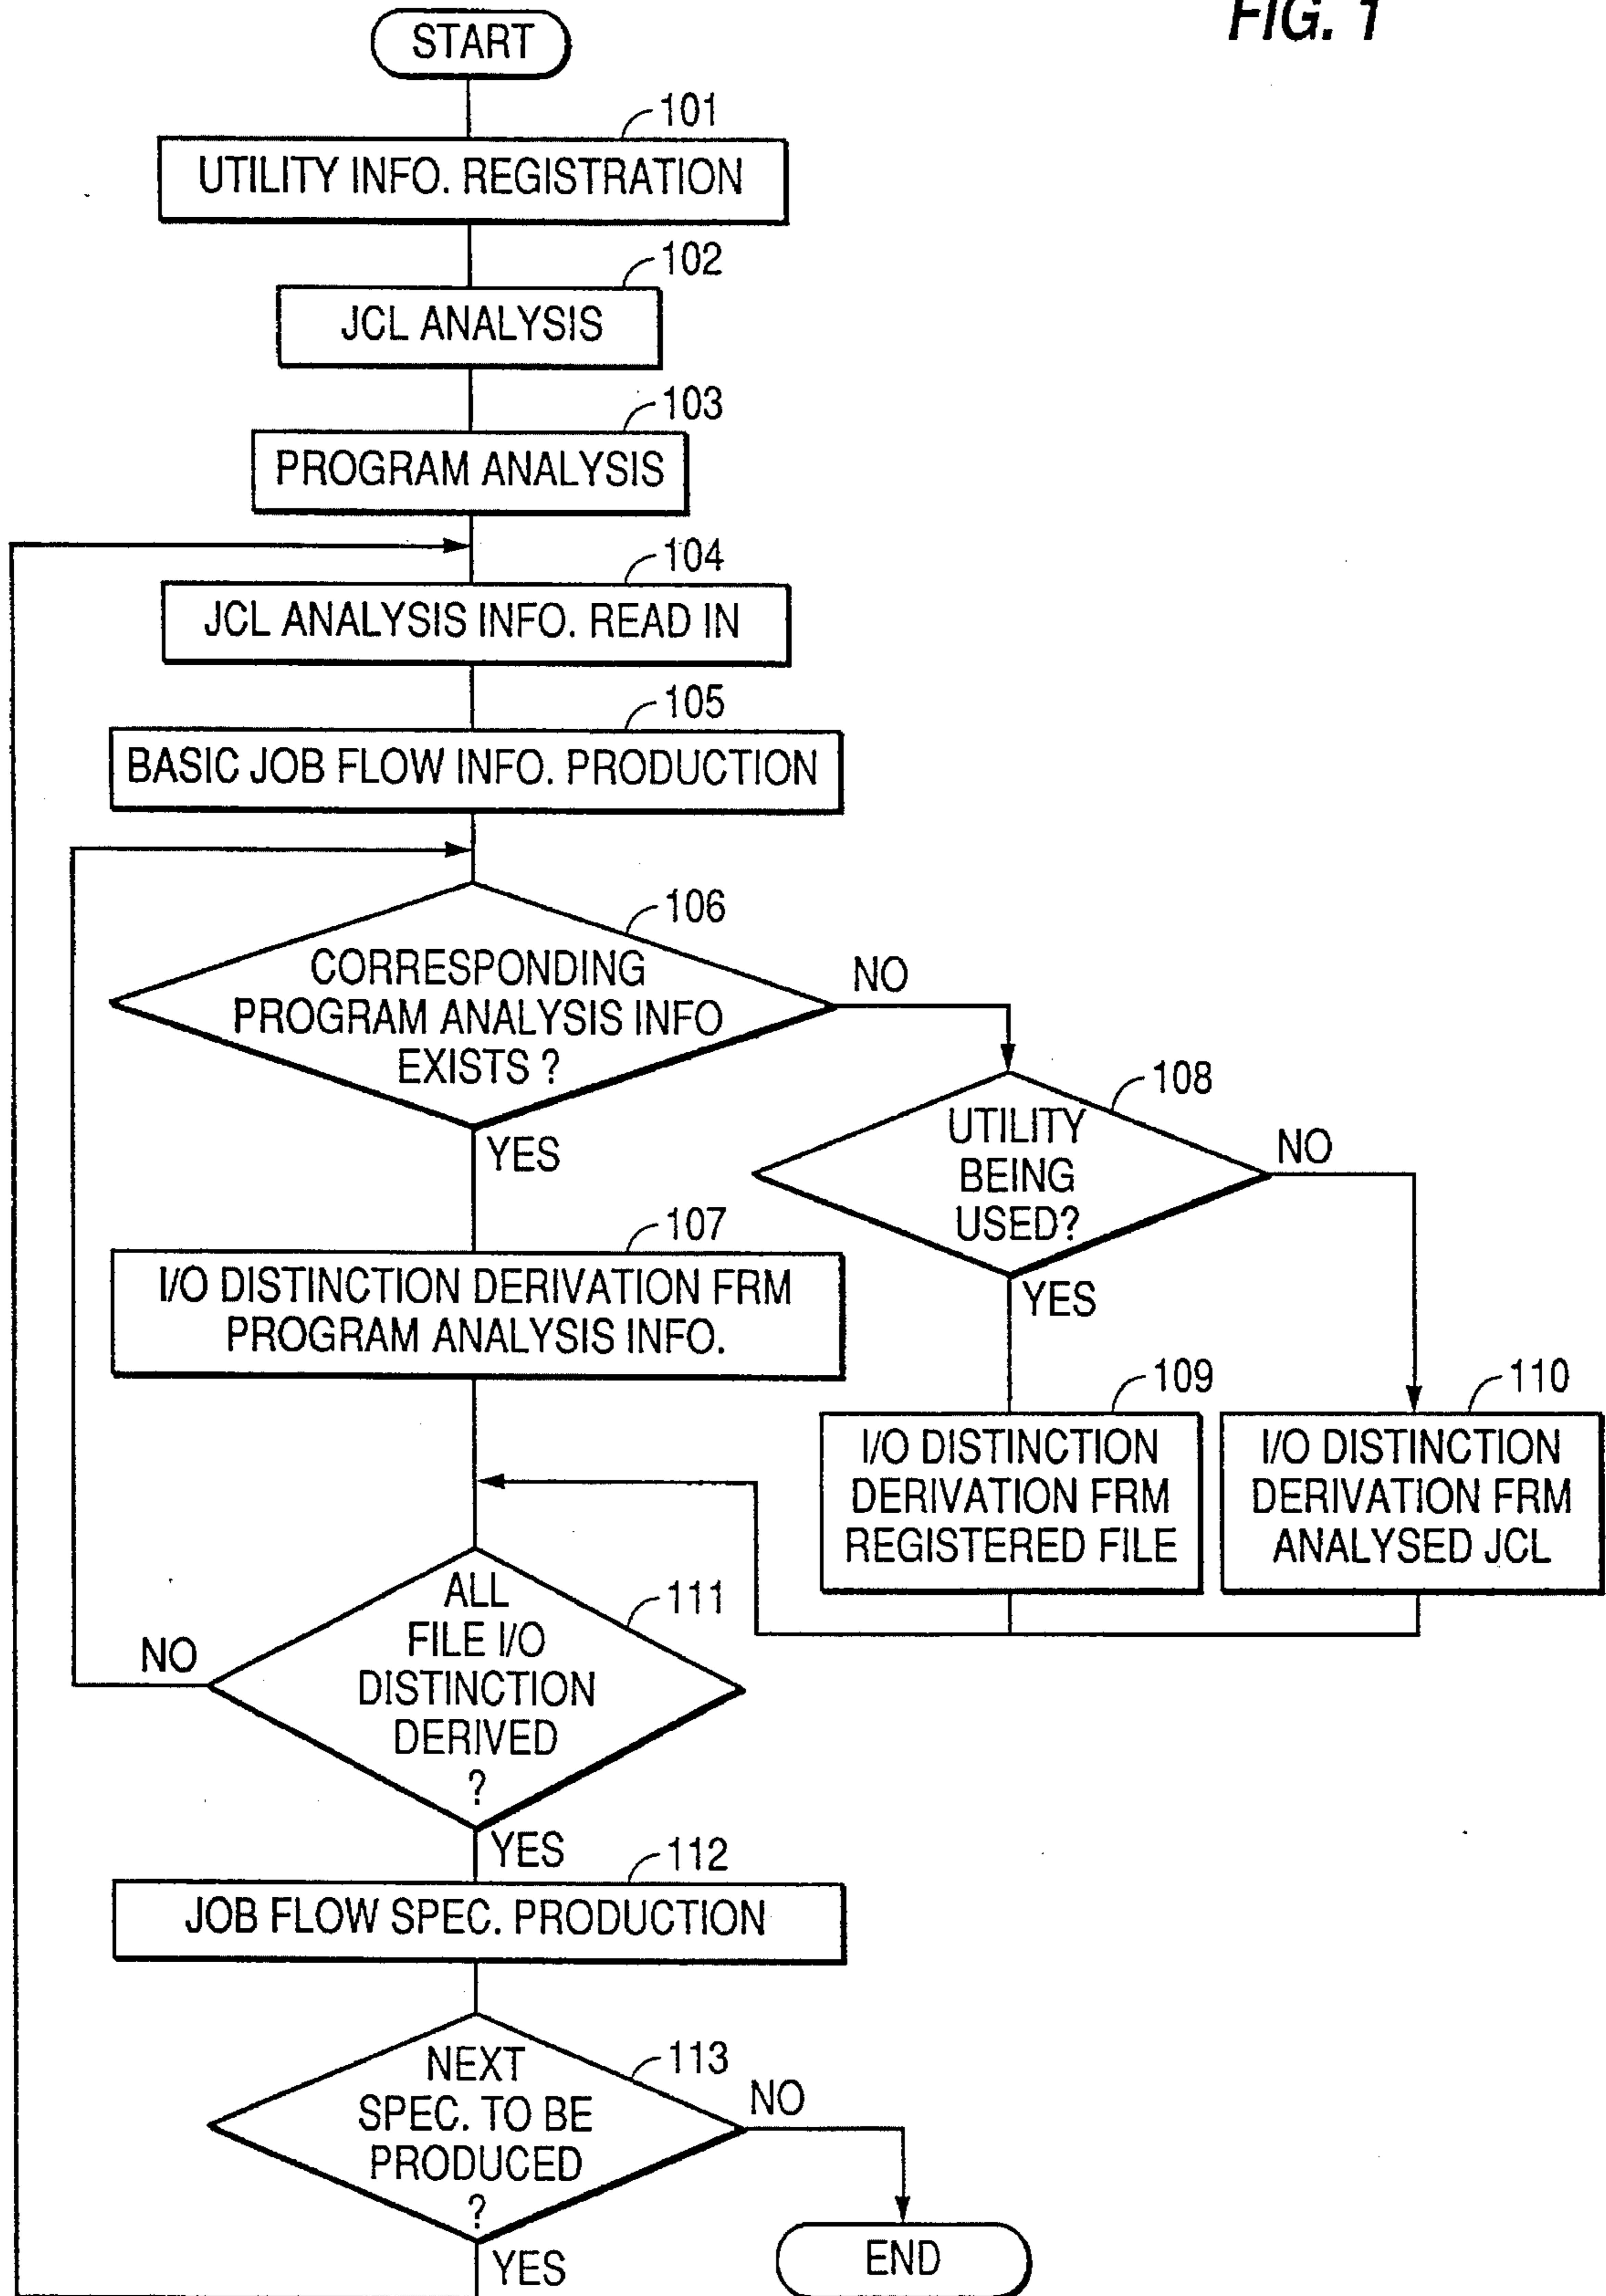 FIG. 1
START
101
UTILITY INFO. REGISTRATION
102
JCL ANALYSIS
103
PROGRAM ANALYSIS
104
JCL ANALYSIS INFO. READ IN
105
BASIC JOB FLOW INFO. PRODUCTION
106
CORRESPONDING
PROGRAM ANALYSIS INFO
EXISTS ?
NO
YES
108
UTILITY
BEING
USED?
NO
YES
107
I/O DISTINCTION DERIVATION FRM
PROGRAM ANALYSIS INFO.
109
I/O DISTINCTION
DERIVATION FRM
REGISTERED FILE
110
I/O DISTINCTION
DERIVATION FRM
ANALYSED JCL
111
ALL
FILE I/O
DISTINCTION
DERIVED
?
NO
YES
112
JOB FLOW SPEC. PRODUCTION
113
NEXT
SPEC. TO BE
PRODUCED
?
NO
YES
END